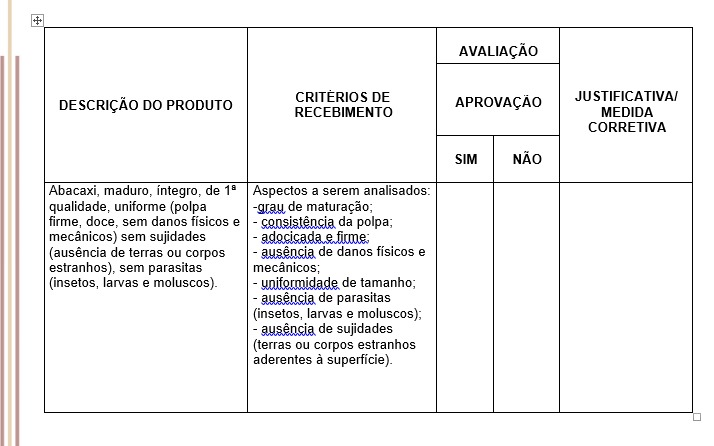 DESCRIÇÃO DO PRODUTO
CRITÉRIOS DE
RECEBIMENTO
AVALIAÇÃO
APROVAÇÃO
SIM
NÃO
JUSTIFICATIVA/
MEDIDA
CORRETIVA
Abacaxi, maduro, íntegro, de 1ª
qualidade, uniforme (polpa
firme, doce, sem danos físicos e
mecânicos) sem sujidades
(ausência de terras ou corpos
estranhos), sem parasitas
(insetos, larvas e moluscos).
Aspectos a serem analisados:
-grau de maturação;
- consistência da polpa;
- adocicada e firme;
- ausência de danos físicos e
mecânicos;
- uniformidade de tamanho;
- ausência de parasitas
(insetos, larvas e moluscos);
- ausência de sujidades
(terras ou corpos estranhos
aderentes à superfície).